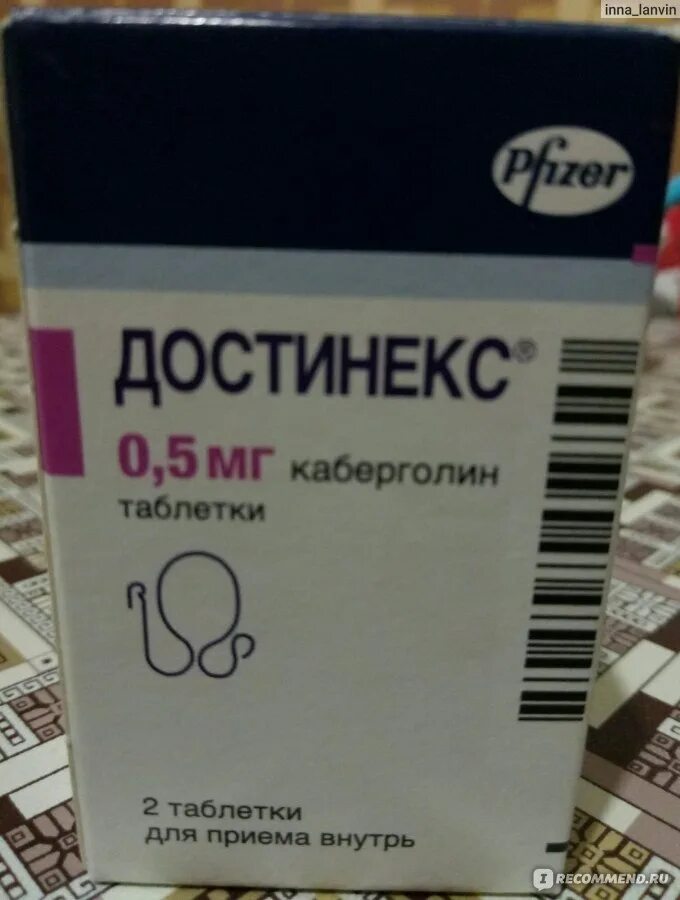 inna_lanvin
Pfizer
ДОСТИНЕКС®
0,5 мг каберголин
таблетки
2 таблетки
для приема внутрь
I RECOMMEND.RU